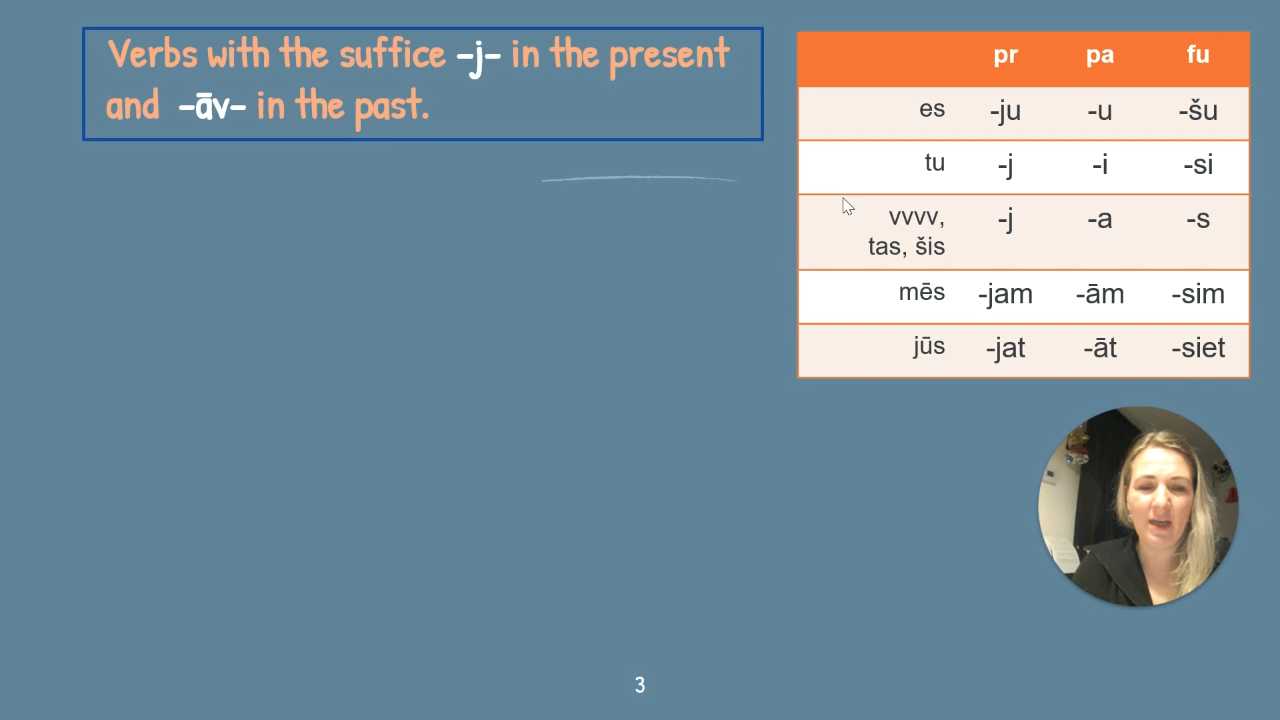 Verbs with the suffice -j- in the present
and -āv- in the past.
pr pa fu
es -ju -u -šu
tu -j -i -si
vvvv, -j -a -s
tas, šis
mēs -jam -ām -sim
jūs -jat -āt -siet
3